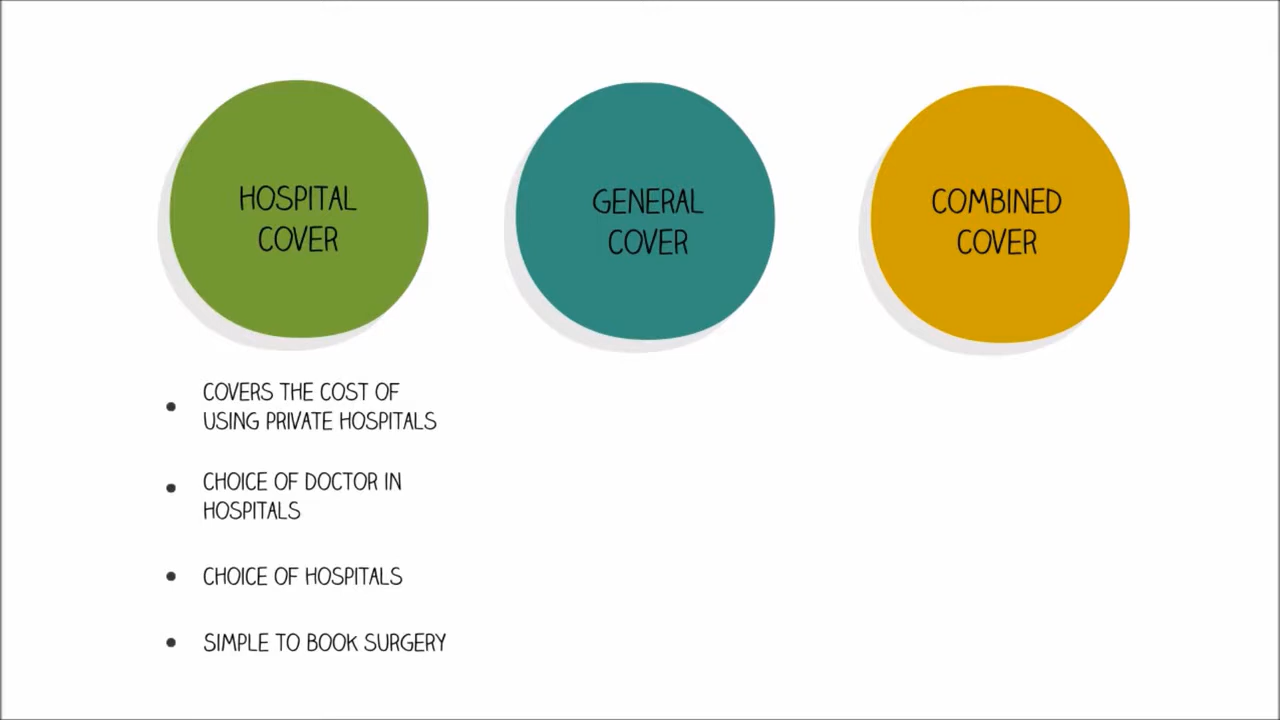 HOSPITAL
COVER
GENERAL
COVER
COMBINED
COVER
COVERS THE COST OF
USING PRIVATE HOSPITALS
CHOICE OF DOCTOR IN
HOSPITALS
CHOICE OF HOSPITALS
SIMPLE TO BOOK SURGERY